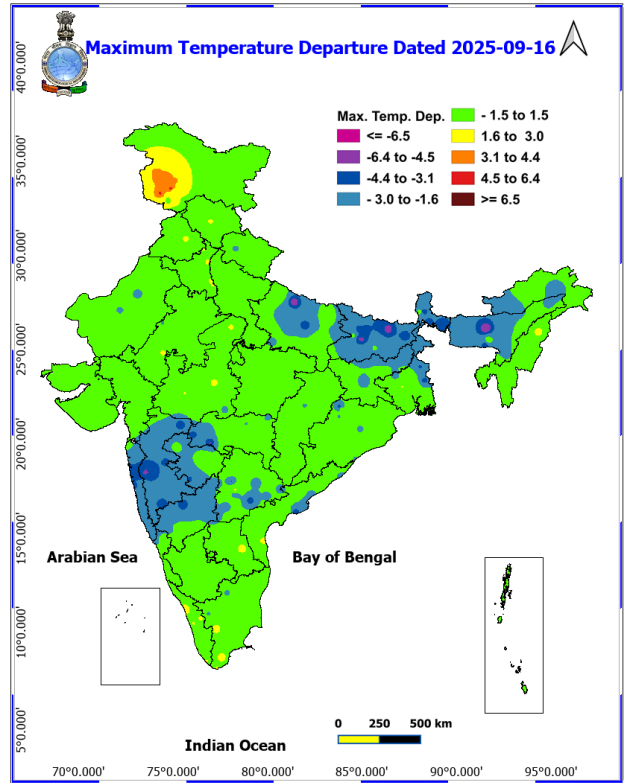 Maximum Temperature Departure Dated 2025-09-16
Max. Temp. Dep.
<= -6.5
-6.4 to -4.5
-4.4 to -3.1
- 3.0 to -1.6
- 1.5 to 1.5
1.6 to 3.0
3.1 to 4.4
4.5 to 6.4
>= 6.5
40°0.000'
35°0.000'
30°0.000'
25°0.000'
20°0.000'
15°0.000'
10°0.000'
5°0.000'
Arabian Sea
Bay of Bengal
Indian Ocean
0 250 500 km
70°0.000' 75°0.000' 80°0.000' 85°0.000' 90°0.000' 95°0.000'